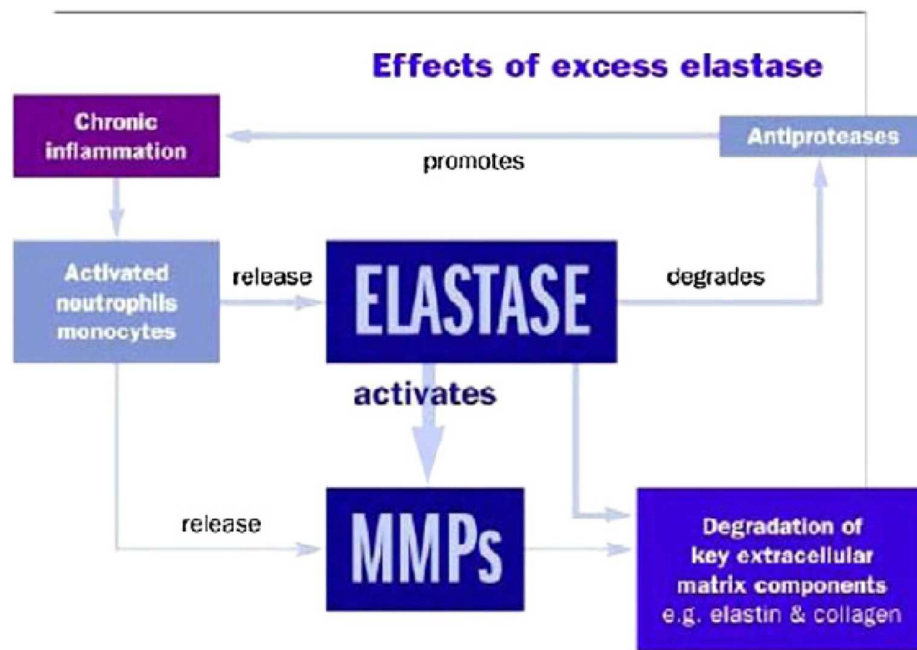 Effects of excess elastase
Chronic
inflammation
promotes
Antiproteases
Activated
neutrophils
monocytes
release
ELASTASE
degrades
activates
release
MMPs
Degradation of
key extracellular
matrix components
e.g. elastin & collagen